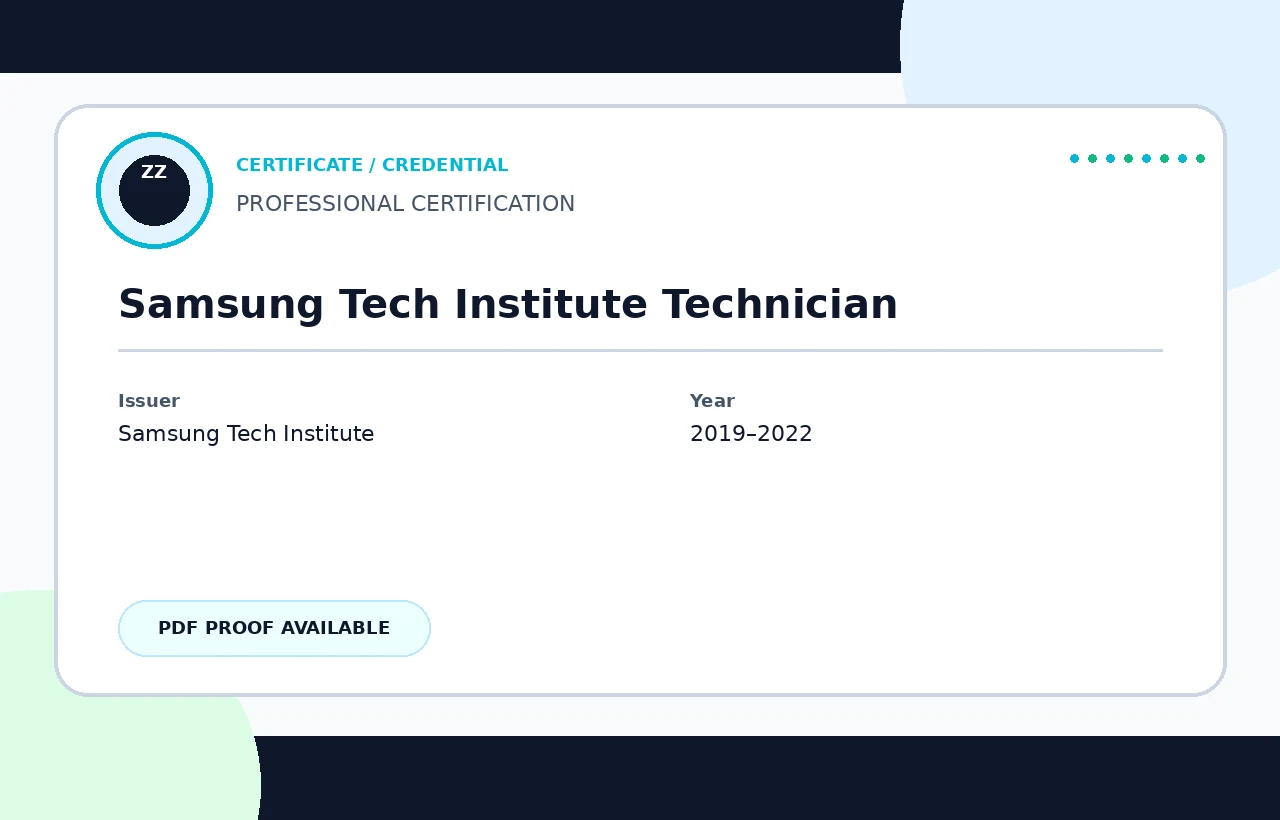 ZZ
CERTIFICATE / CREDENTIAL
PROFESSIONAL CERTIFICATION
Samsung Tech Institute Technician
Issuer
Samsung Tech Institute
Year
2019–2022
PDF PROOF AVAILABLE